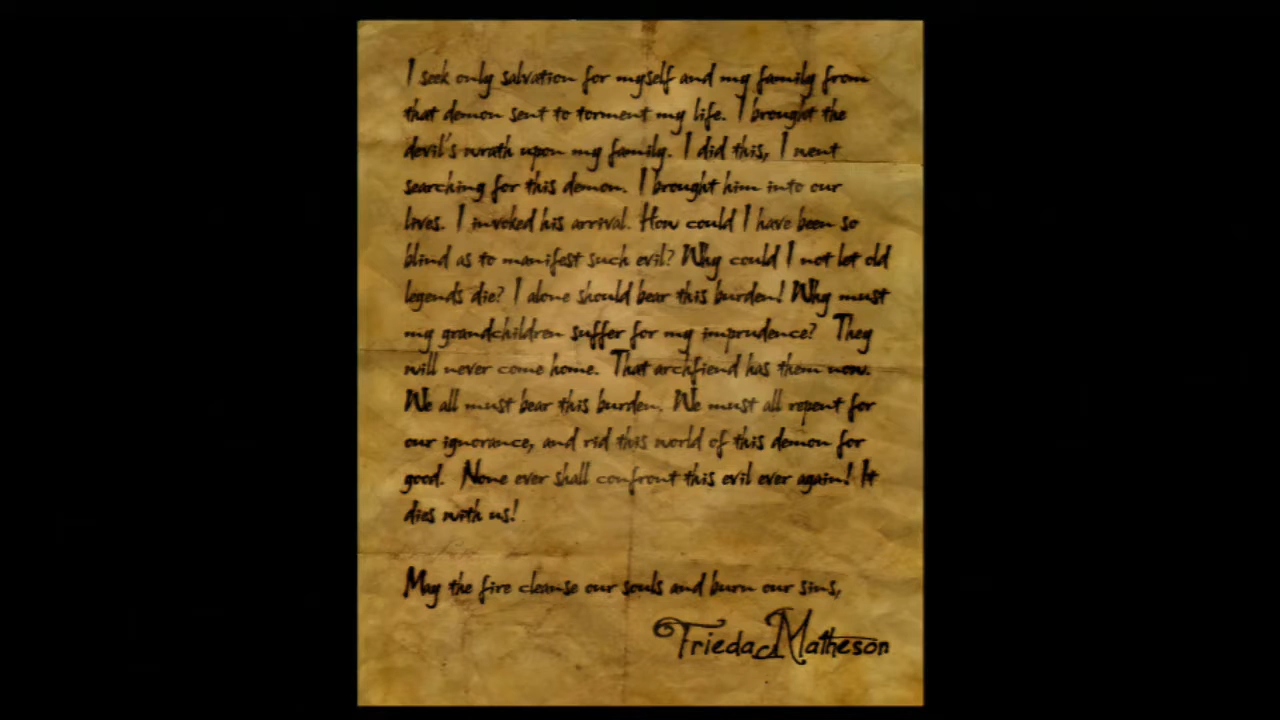 I seek only salvation for myself and my family from
that demon sent to torment my life. I brought the
devil's wrath upon my family. I did this, I went
searching for this demon. I brought him into our
lives. I invoked his arrival. How could I have been so
blind as to manifest such evil? Why could I not let old
legends die? I alone should bear this burden! Why must
my grandchildren suffer for my imprudence? They
will never come home. That archfiend has them now.
We all must bear this burden. We must all repent for
our ignorance, and rid this world of this demon for
good. None ever shall confront this evil ever again! It
dies with us!
May the fire cleanse our souls and burn our sins,
Frieda Matheson